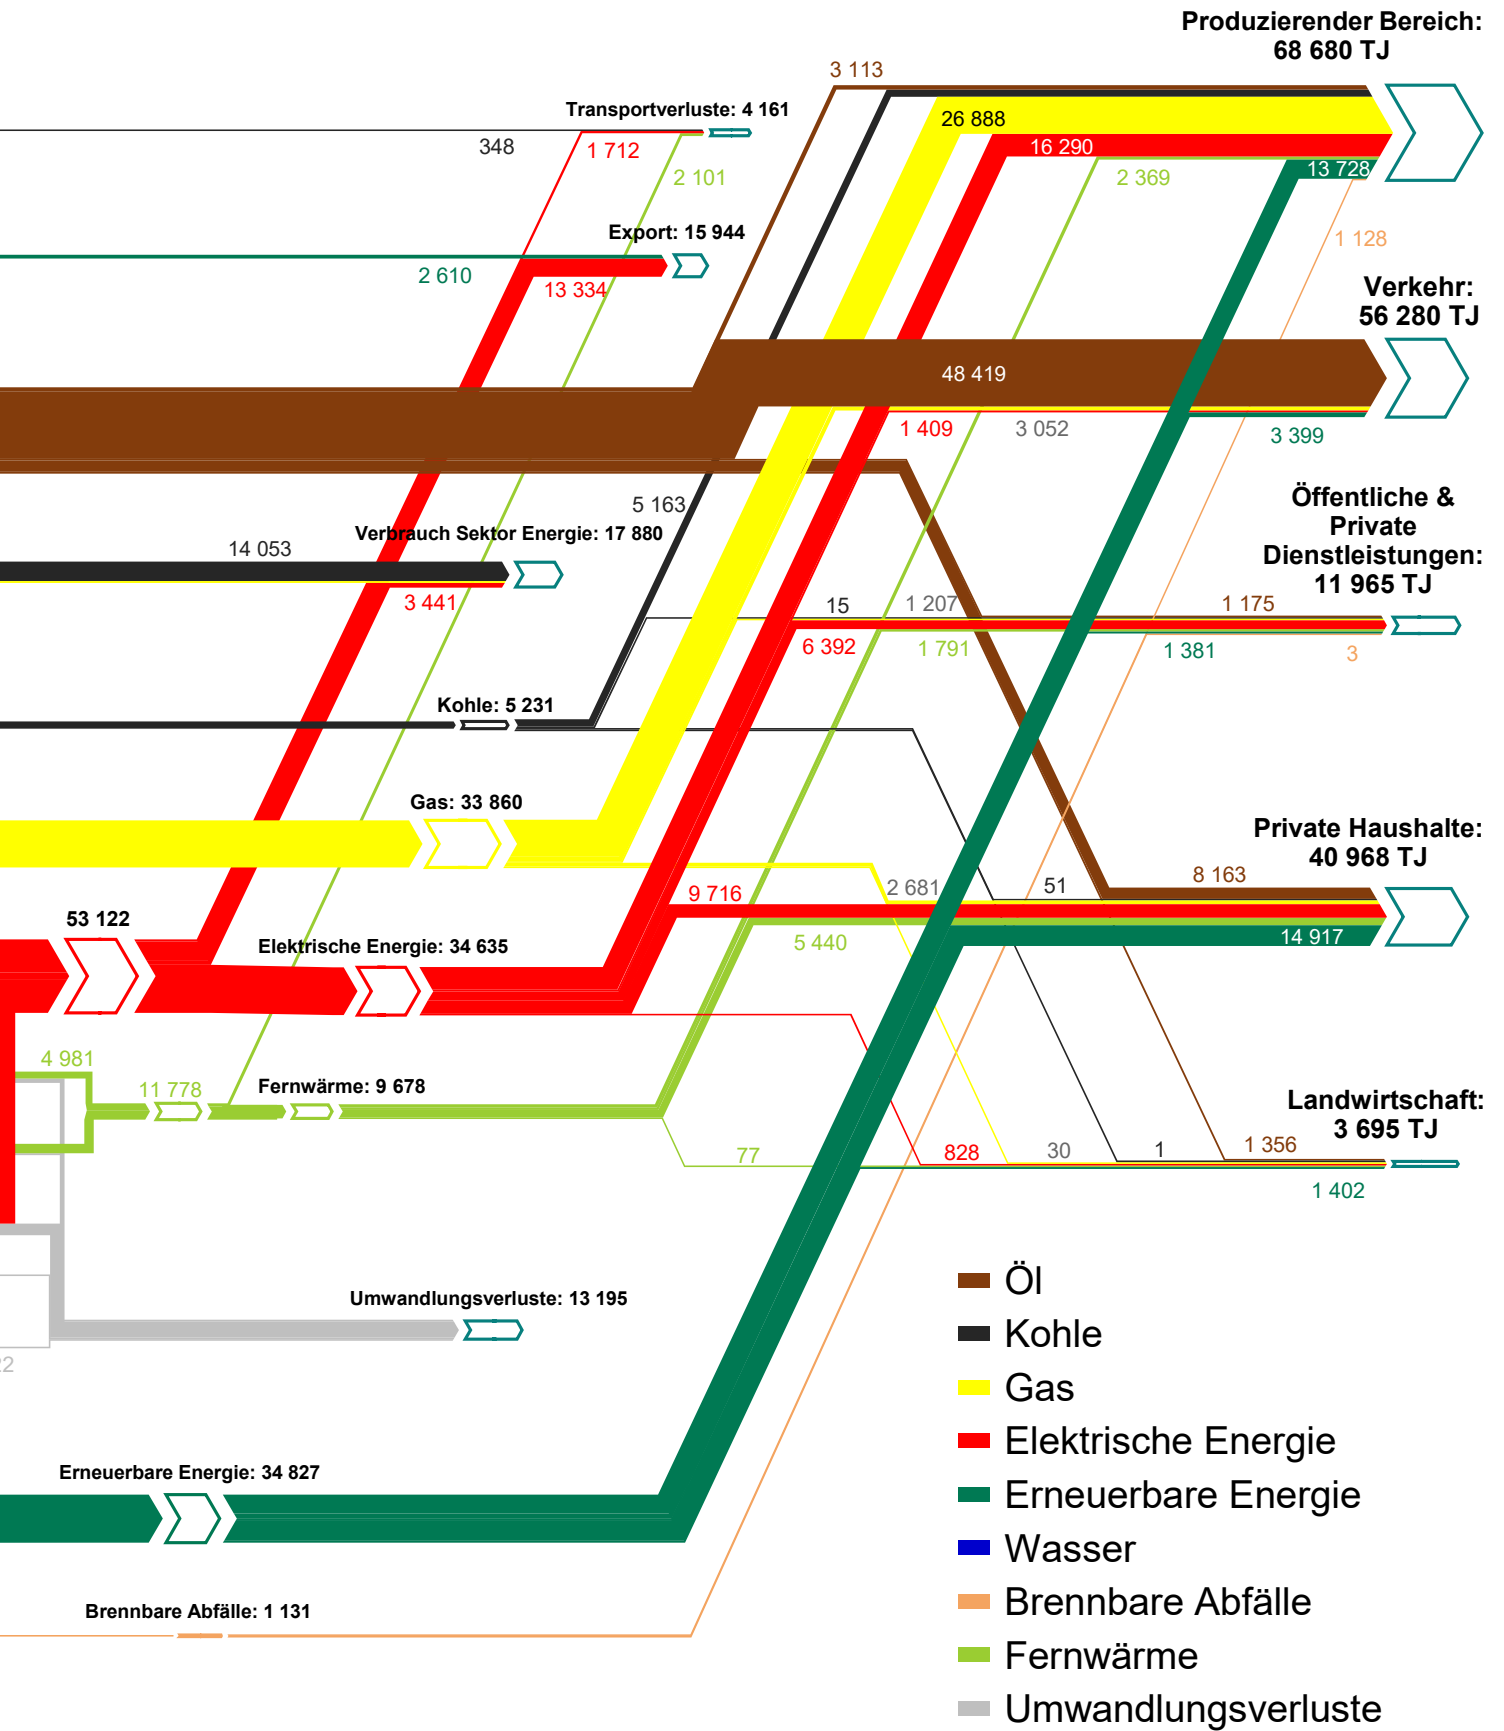 Produzierender Bereich:
68 680 TJ
3 113
Transportverluste: 4 161
26 888
348
1 712
16 290
2 101
2 369
13 728
Export: 15 944
1 128
2 610
13 334
Verkehr:
56 280 TJ
48 419
1 409
3 052
3 399
5 163
Öffentliche &
Private
Dienstleistungen:
11 965 TJ
14 053
Verbrauch Sektor Energie: 17 880
3 441
15
1 207
1 175
6 392
1 791
1 381
3
Kohle: 5 231
Gas: 33 860
Private Haushalte:
40 968 TJ
9 716
2 681
51
8 163
53 122
Elektrische Energie: 34 635
5 440
14 917
4 981
11 778
Fernwärme: 9 678
Landwirtschaft:
3 695 TJ
77
828
30
1
1 356
1 402
Umwandlungsverluste: 13 195
22
Erneuerbare Energie: 34 827
Brennbare Abfälle: 1 131
Öl
Kohle
Gas
Elektrische Energie
Erneuerbare Energie
Wasser
Brennbare Abfälle
Fernwärme
Umwandlungsverluste